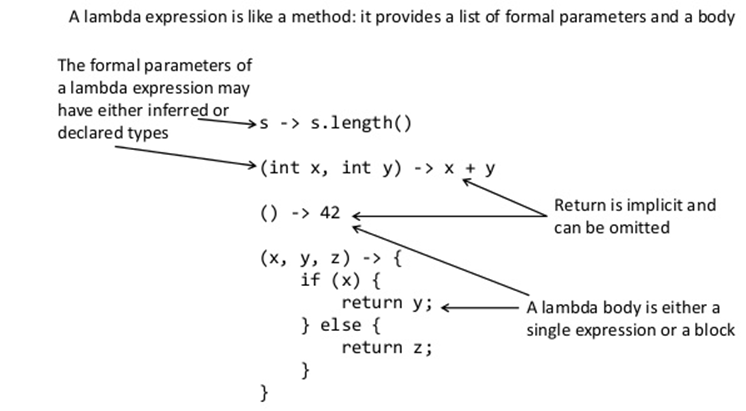 A lambda expression is like a method: it provides a list of formal parameters and a body
The formal parameters of
a lambda expression may
have either inferred or
declared types
s -> s.length()
(int x, int y) -> x + y
() -> 42
Return is implicit and
can be omitted
(x, y, z) -> {
if (x) {
return y;
} else {
return z;
}
}
A lambda body is either a
single expression or a block